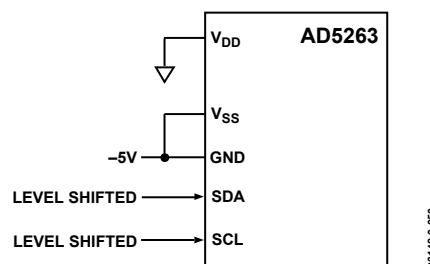 VDD
AD5263
VSS
–5V
GND
LEVEL SHIFTED
SDA
LEVEL SHIFTED
SCL